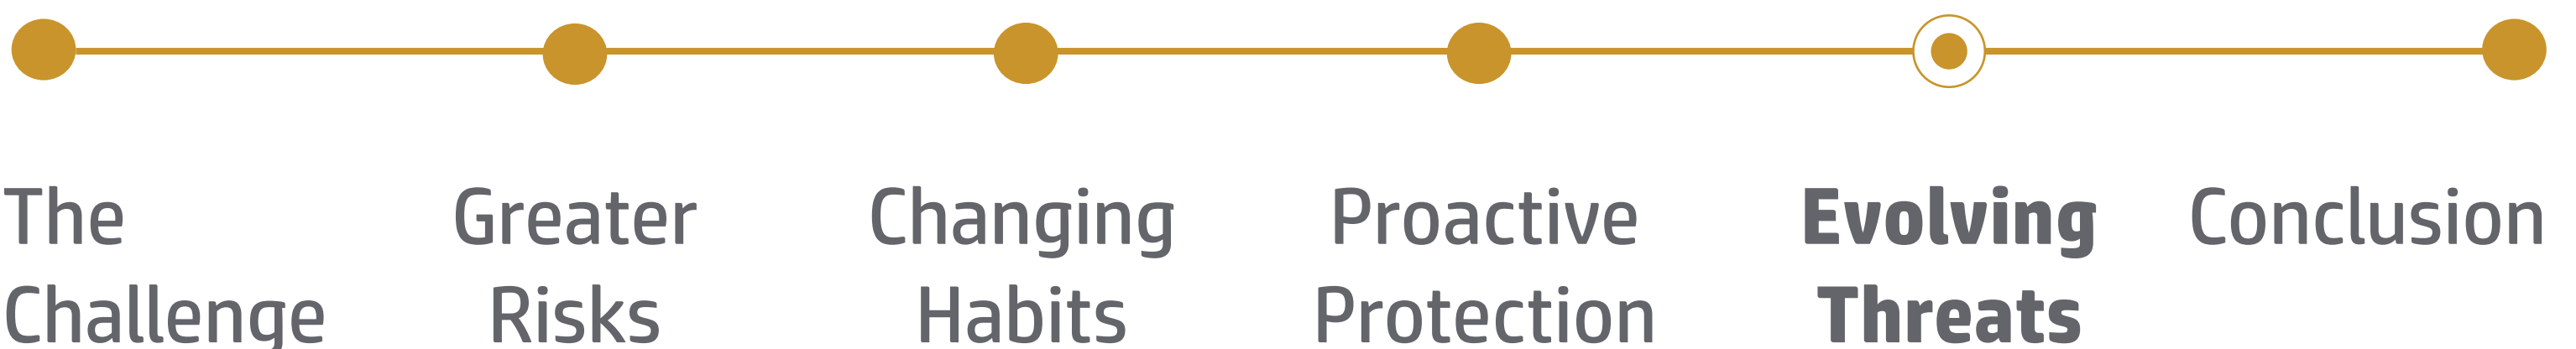 The
Challenge
Greater
Risks
Changing
Habits
Proactive
Protection
Evolving
Threats
Conclusion